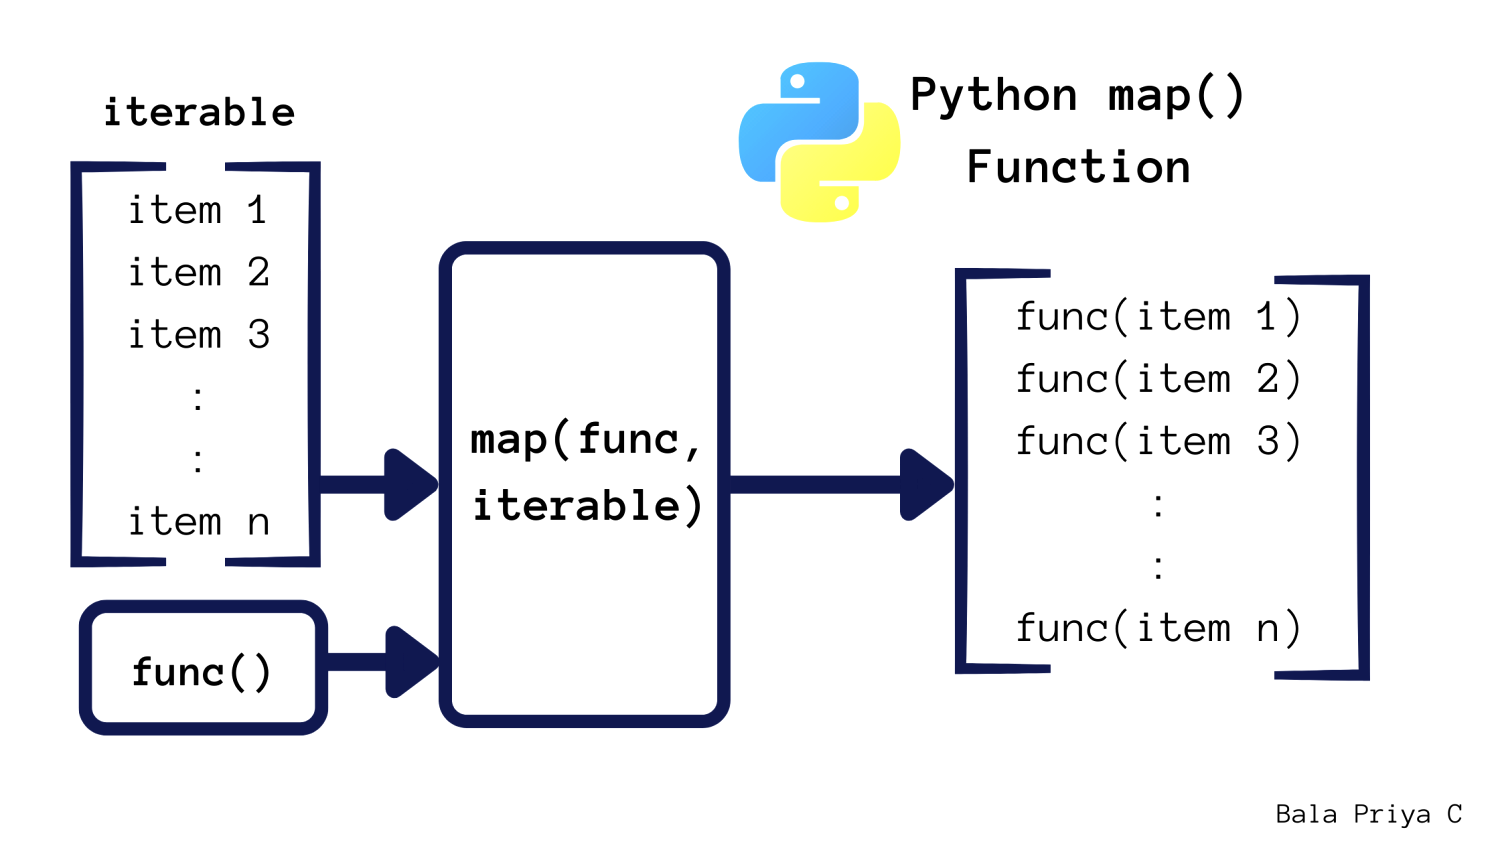 Python map()
Function
iterable
item 1
item 2
item 3
:
:
item n
func()
map(func,
iterable)
func(item 1)
func(item 2)
func(item 3)
:
:
func(item n)
Bala Priya C